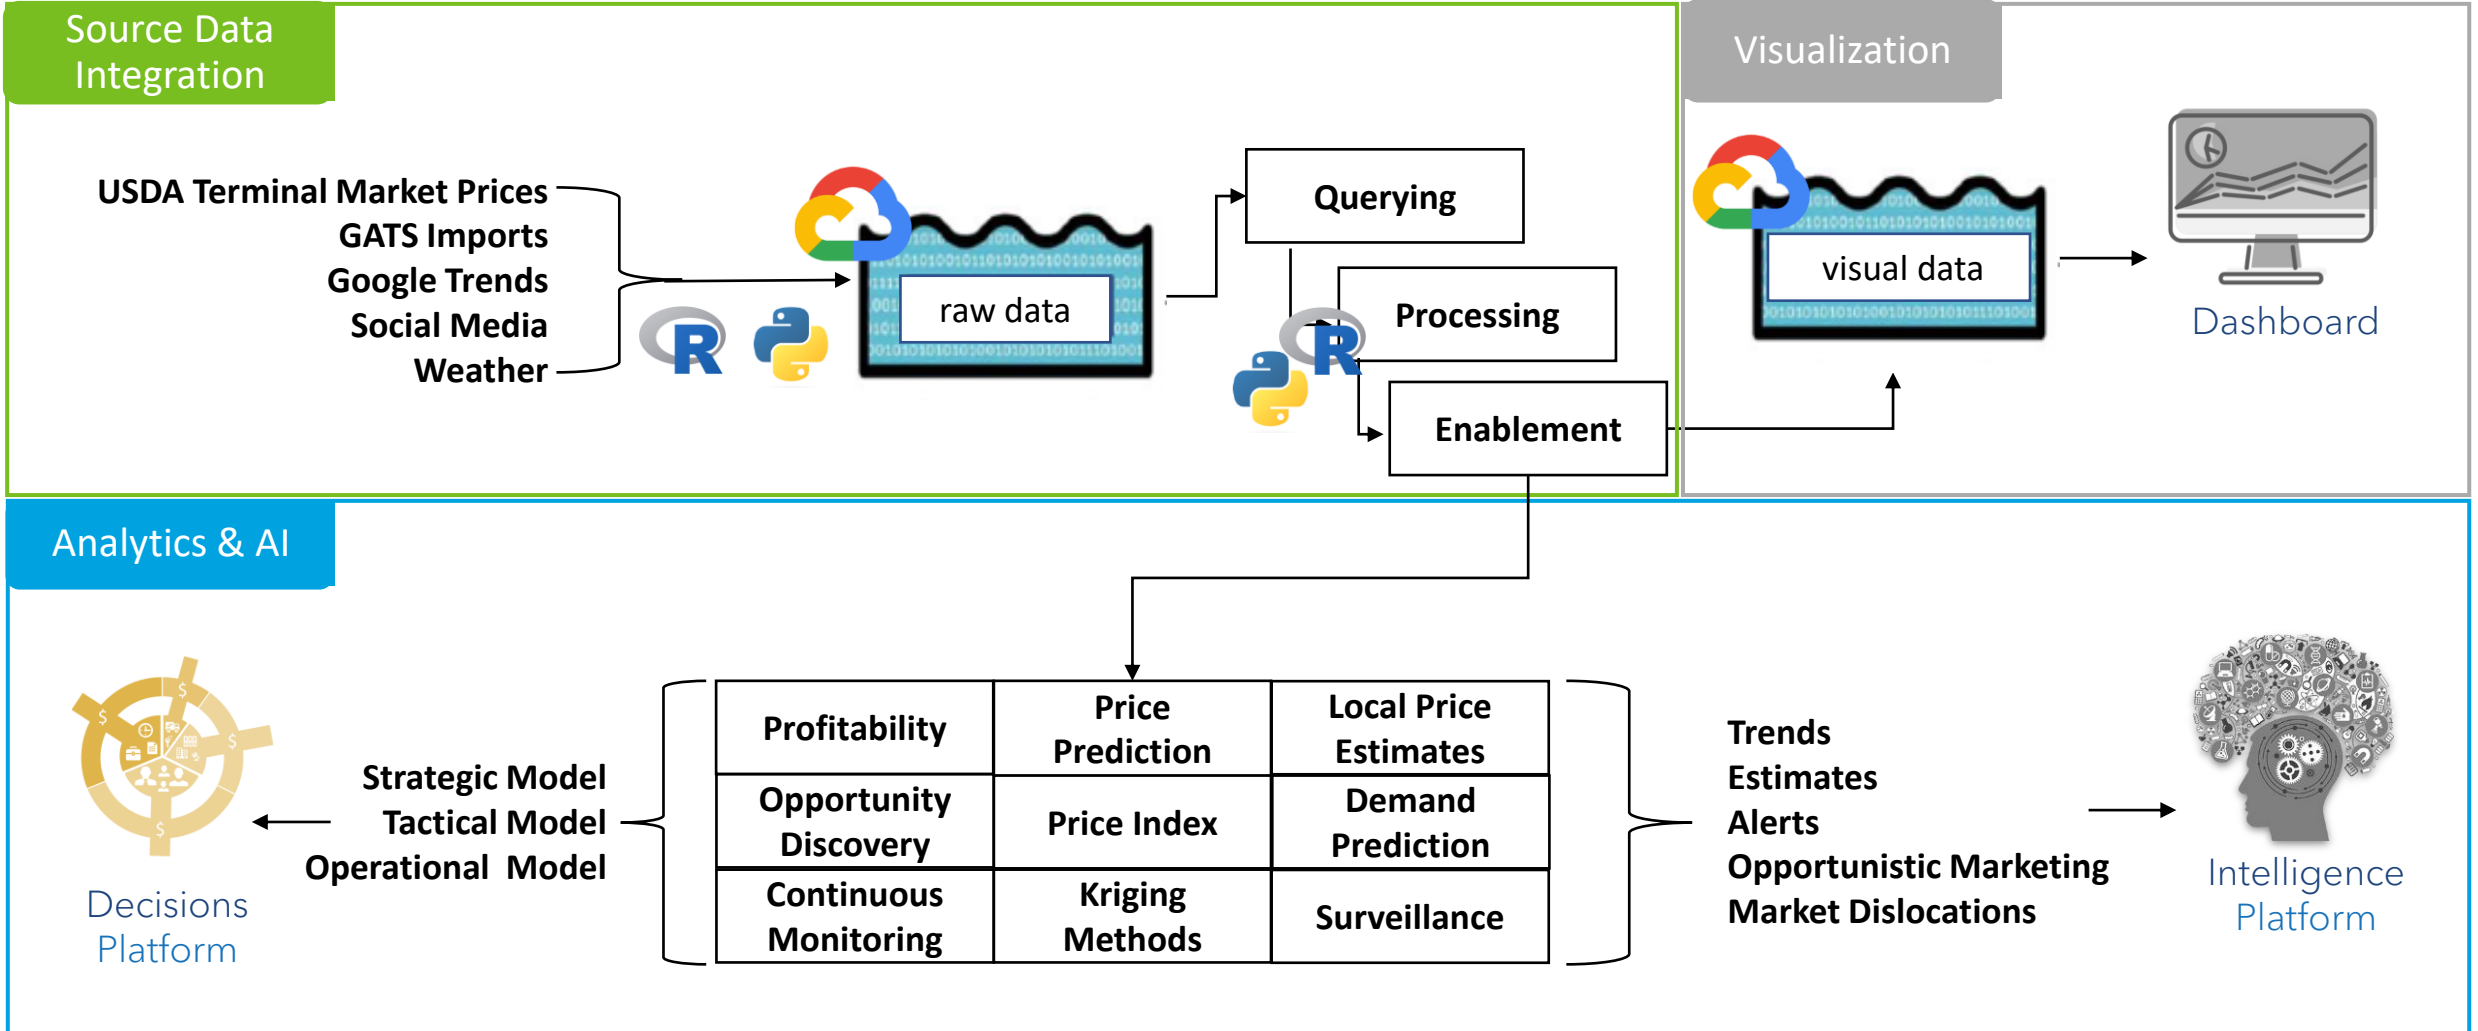 Source Data
Integration
USDA Terminal Market Prices
GATS Imports
Google Trends
Social Media
Weather
R
raw data
Querying
Processing
R
Enablement
Visualization
visual data
Dashboard
Analytics & AI
Decisions
Platform
Strategic Model
Tactical Model
Operational  Model
Profitability
Price
Prediction
Local Price
Estimates
Opportunity
Discovery
Price Index
Demand
Prediction
Continuous
Monitoring
Kriging
Methods
Surveillance
Trends
Estimates
Alerts
Opportunistic Marketing
Market Dislocations
Intelligence
Platform